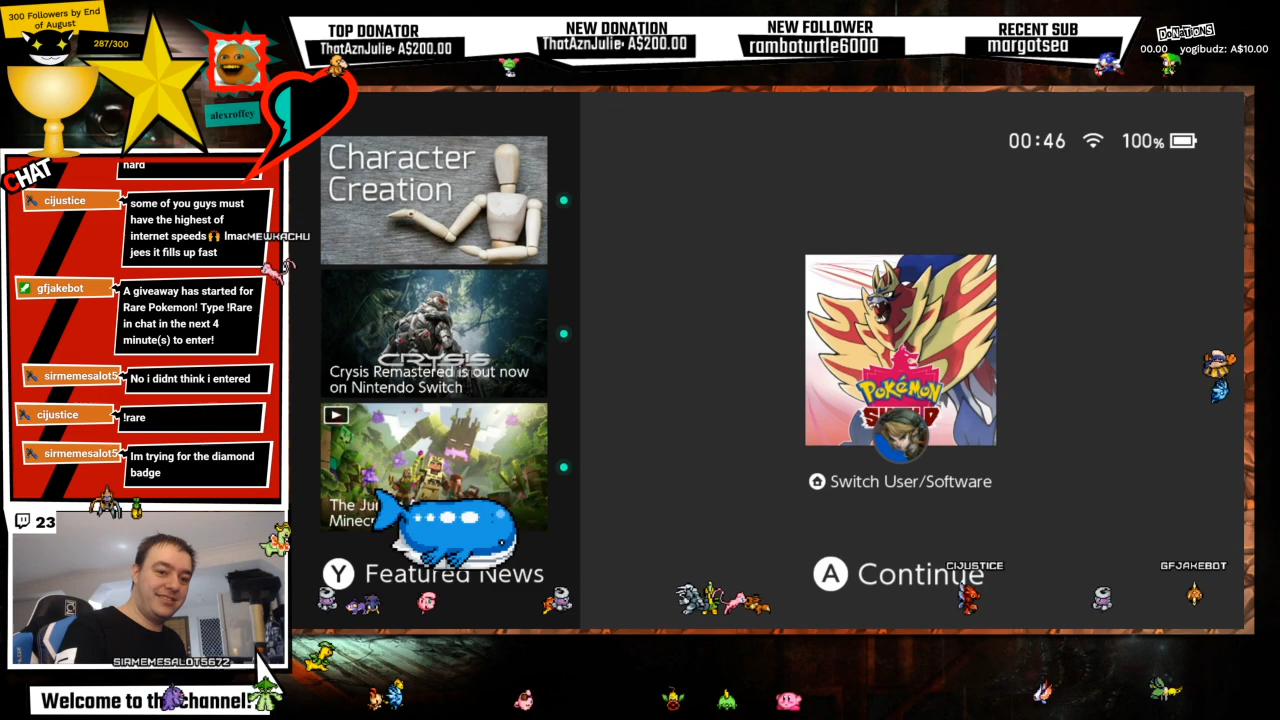 300 Followers by End
of August
287/300
alexroffey
TOP DONATOR
ThatAznJulie: A$200.00
NEW DONATION
ThatAznJulie: A$200.00
NEW FOLLOWER
ramboturtle6000
RECENT SUB
margotsea
DONATIONS
00.00 yogibudz: A$10.00
CHAT
hard
cijustice
some of you guys must
have the highest of
internet speeds
jees it fills up fast
MEWKACHU
gfjakebot
A giveaway has started for
Rare Pokemon! Type !Rare
in chat in the next 4
minute(s) to enter!
sirmemesalot5
No i didnt think i entered
cijustice
!rare
sirmemesalot5
Im trying for the diamond
badge
23
SIRMEMESALOT5672
Welcome to th channel!
Character
Creation
CRYSIS
Crysis Remastered is out now
on Nintendo Switch
The Ju
Minec
Y Featured News
00:46 100%
POKéMON
Switch User/Software
A Continue
CIJUSTICE
GFJAKEBOT